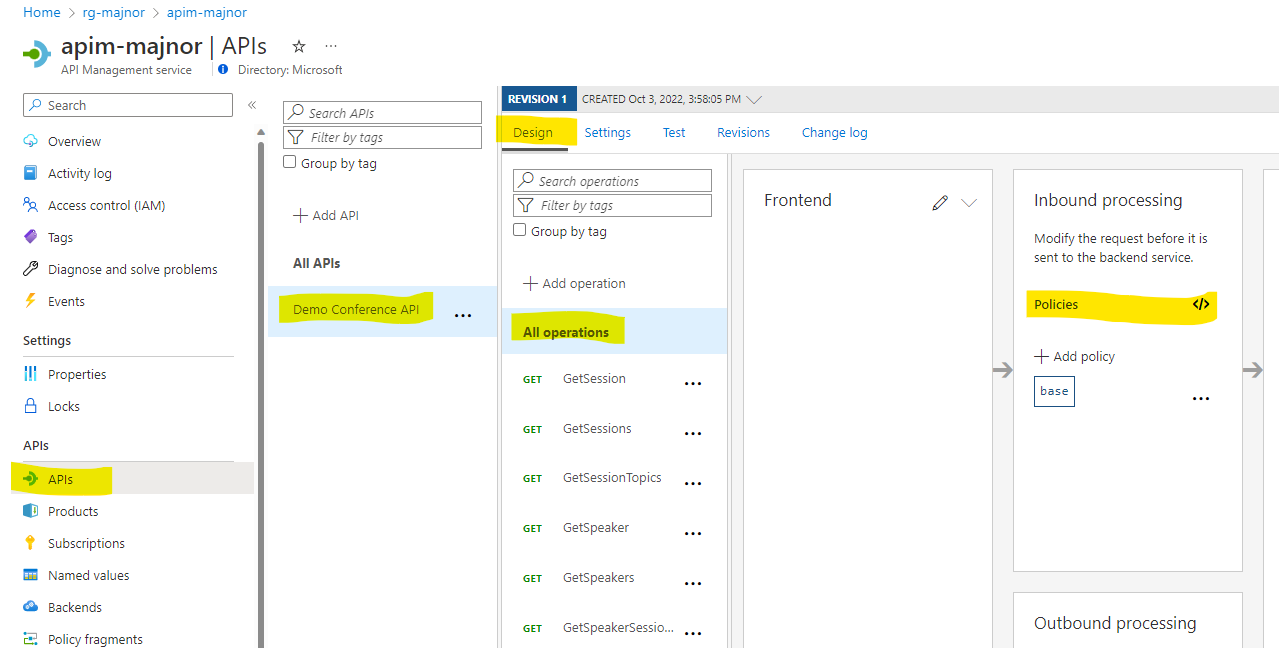 Home > rg-majnor > apim-majnor
apim-majnor | APIs ...
API Management service
Directory: Microsoft
Search
«
Overview
Activity log
Access control (IAM)
Tags
Diagnose and solve problems
Events
Settings
Properties
Locks
APIs
APIs
Products
Subscriptions
Named values
Backends
Policy fragments
Search APIs
Filter by tags
Group by tag
+ Add API
All APIs
Demo Conference API ...
REVISION 1 CREATED Oct 3, 2022, 3:58:05 PM
Design Settings Test Revisions Change log
Search operations
Filter by tags
Group by tag
+ Add operation
All operations
GET GetSession ...
GET GetSessions ...
GET GetSessionTopics ...
GET GetSpeaker ...
GET GetSpeakers ...
GET GetSpeakerSessio... ...
Frontend
Inbound processing
Modify the request before it is
sent to the backend service.
Policies </>
+ Add policy
base ...
Outbound processing